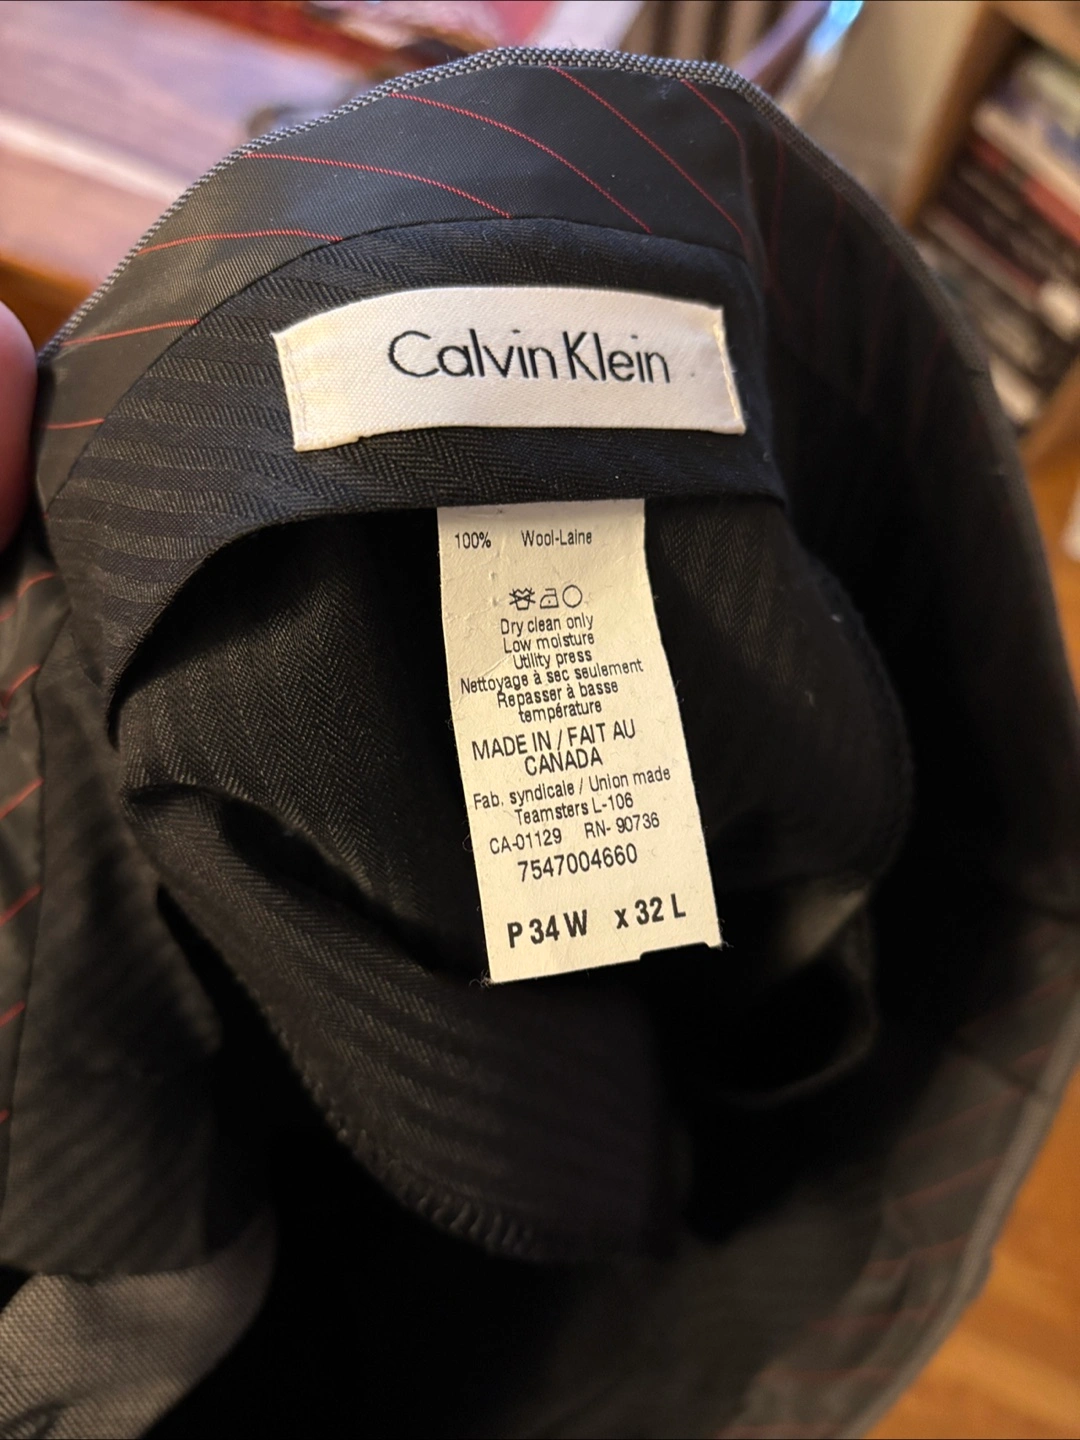 Calvin Klein
100% Wool-Laine
Dry clean only
Low moisture
Utility press
Nettoyage à sec seulement
Repasser à basse
température
MADE IN / FAIT AU
CANADA
Fab. syndicale / Union made
Teamsters L-106
CA-01129 RN- 90736
7547004660
P 34 W x 32 L